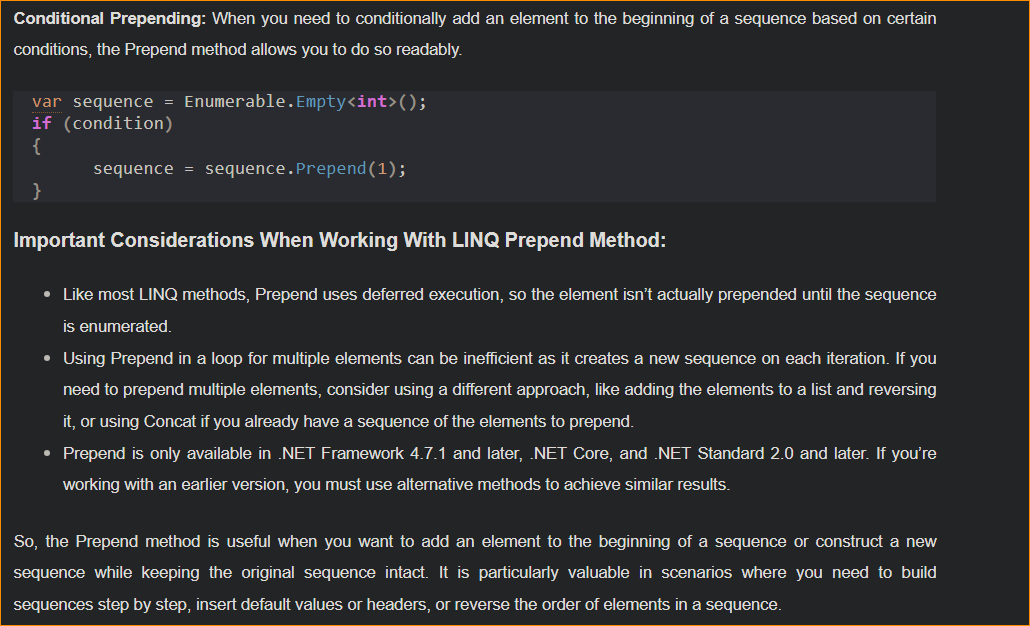 Conditional Prepending: When you need to conditionally add an element to the beginning of a sequence based on certain
conditions, the Prepend method allows you to do so readably.
var sequence = Enumerable.Empty<int>();
if (condition)
{
sequence = sequence.Prepend(1);
}
Important Considerations When Working With LINQ Prepend Method:
• Like most LINQ methods, Prepend uses deferred execution, so the element isn’t actually prepended until the sequence
is enumerated.
• Using Prepend in a loop for multiple elements can be inefficient as it creates a new sequence on each iteration. If you
need to prepend multiple elements, consider using a different approach, like adding the elements to a list and reversing
it, or using Concat if you already have a sequence of the elements to prepend.
• Prepend is only available in .NET Framework 4.7.1 and later, .NET Core, and .NET Standard 2.0 and later. If you’re
working with an earlier version, you must use alternative methods to achieve similar results.
So, the Prepend method is useful when you want to add an element to the beginning of a sequence or construct a new
sequence while keeping the original sequence intact. It is particularly valuable in scenarios where you need to build
sequences step by step, insert default values or headers, or reverse the order of elements in a sequence.